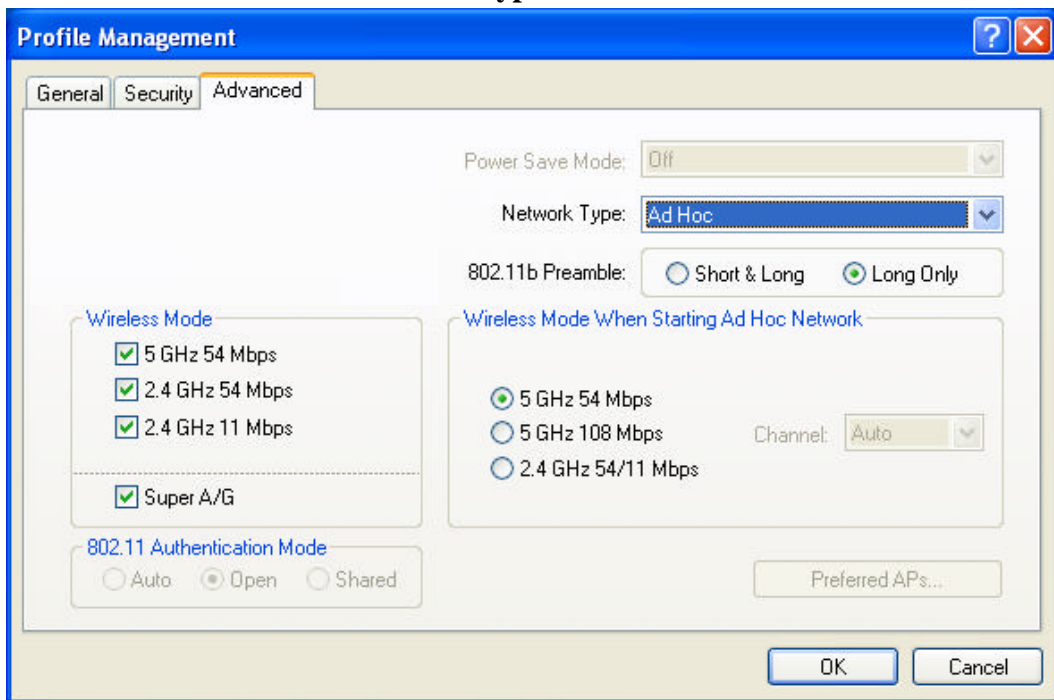 Profile Management
General Security Advanced
Power Save Mode: Off
Network Type: Ad Hoc
802.11b Preamble: Short & Long Long Only
Wireless Mode
5 GHz 54 Mbps
2.4 GHz 54 Mbps
2.4 GHz 11 Mbps
Super A/G
Wireless Mode When Starting Ad Hoc Network
5 GHz 54 Mbps
5 GHz 108 Mbps
Channel: Auto
2.4 GHz 54/11 Mbps
802.11 Authentication Mode
Auto Open Shared
Preferred APs...
OK Cancel